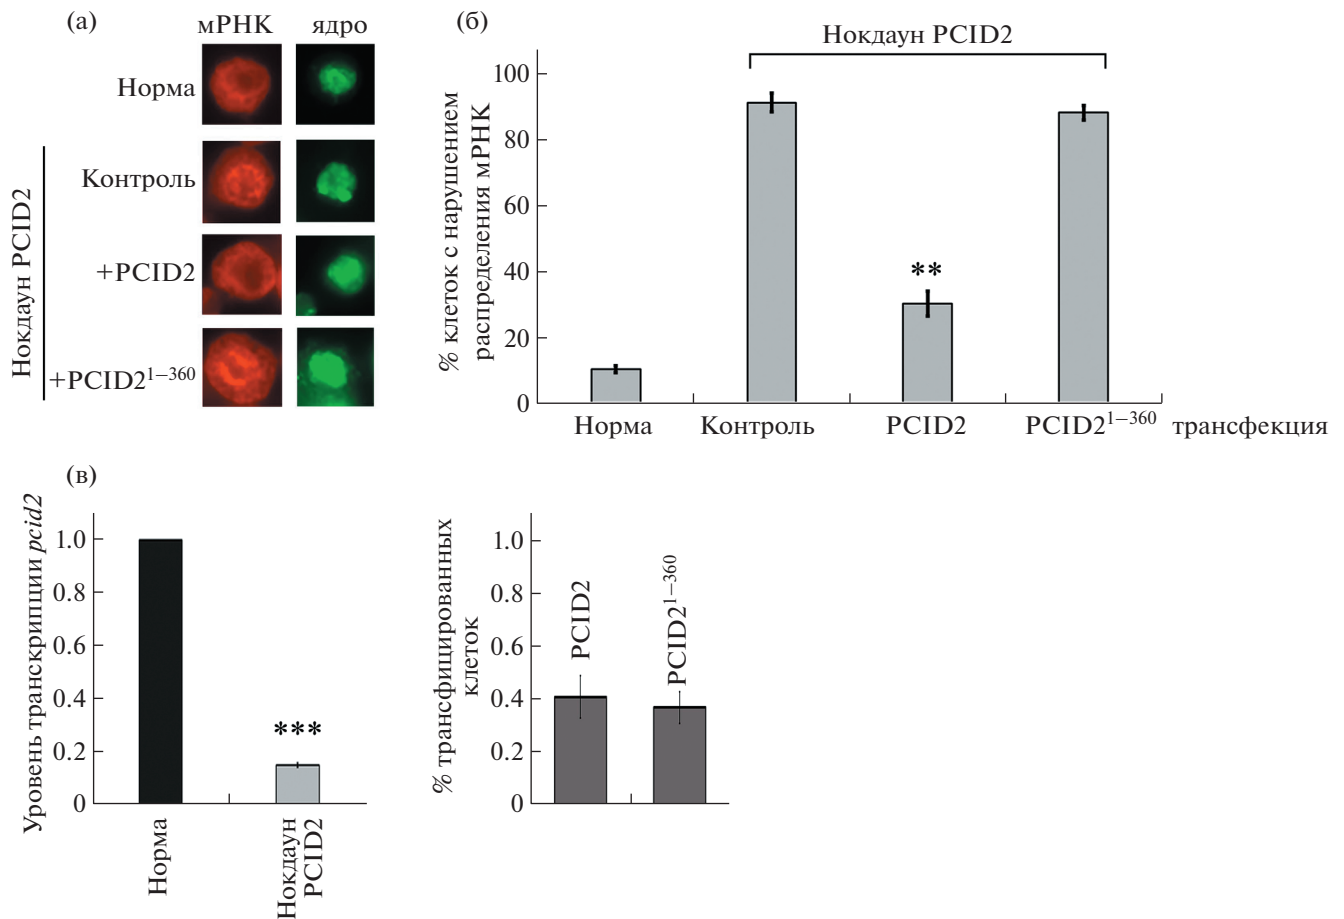 (а)
мРНК ядро
Норма
Нокдаун PCID2
Контроль
+PCID2
+PCID2¹⁻³⁶⁰
(б)
Нокдаун PCID2
% клеток с нарушением
распределения мРНК
100
80
60
40
20
0
**
Норма Контроль PCID2 PCID2¹⁻³⁶⁰ трансфекция
(в)
Уровень транскрипции pcid2
1.0
0.8
0.6
0.4
0.2
0
***
Норма
Нокдаун
PCID2
% трансфицированных
клеток
1.0
0.8
0.6
0.4
0.2
0
PCID2
PCID2¹⁻³⁶⁰